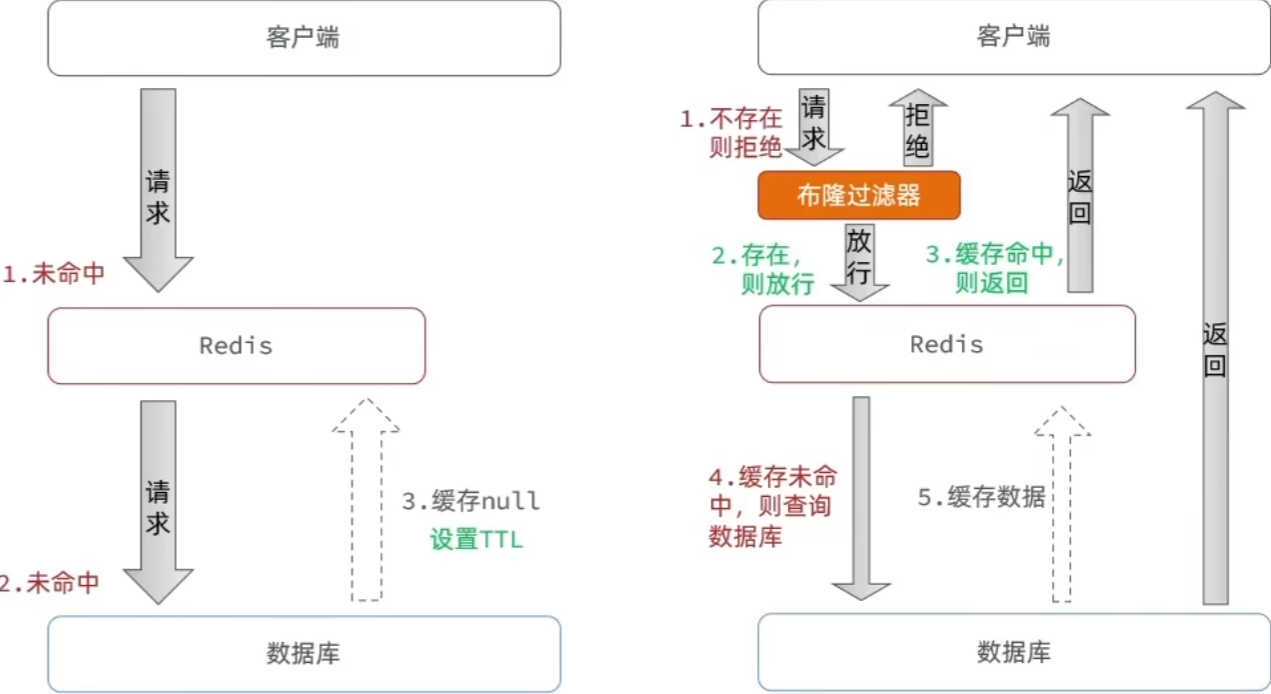 客户端
请求
1.未命中
Redis
请求
3.缓存null
设置TTL
2.未命中
数据库
客户端
1.不存在
则拒绝
请求
拒绝
布隆过滤器
2.存在，
则放行
放行
3.缓存命中，
则返回
返回
Redis
4.缓存未命
中，则查询
数据库
5.缓存数据
返回
数据库